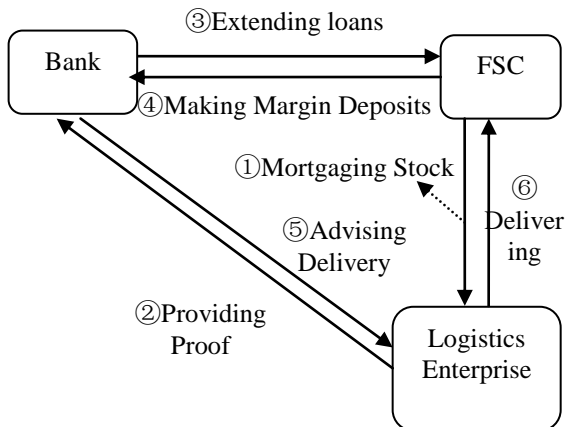 ③Extending loans
Bank
FSC
④Making Margin Deposits
①Mortgaging Stock
⑥
Deliver
ing
⑤Advising
Delivery
②Providing
Proof
Logistics
Enterprise